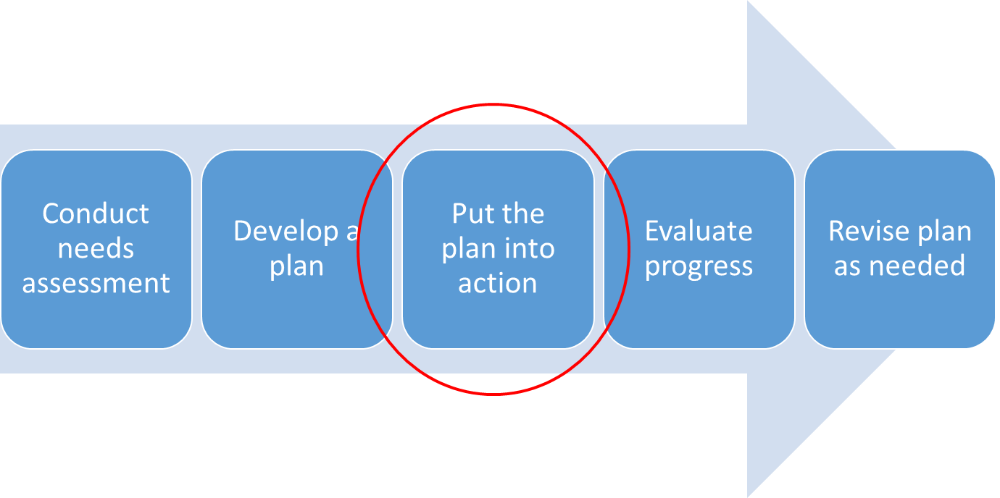 Conduct
needs
assessment
Develop a
plan
Put the
plan into
action
Evaluate
progress
Revise plan
as needed